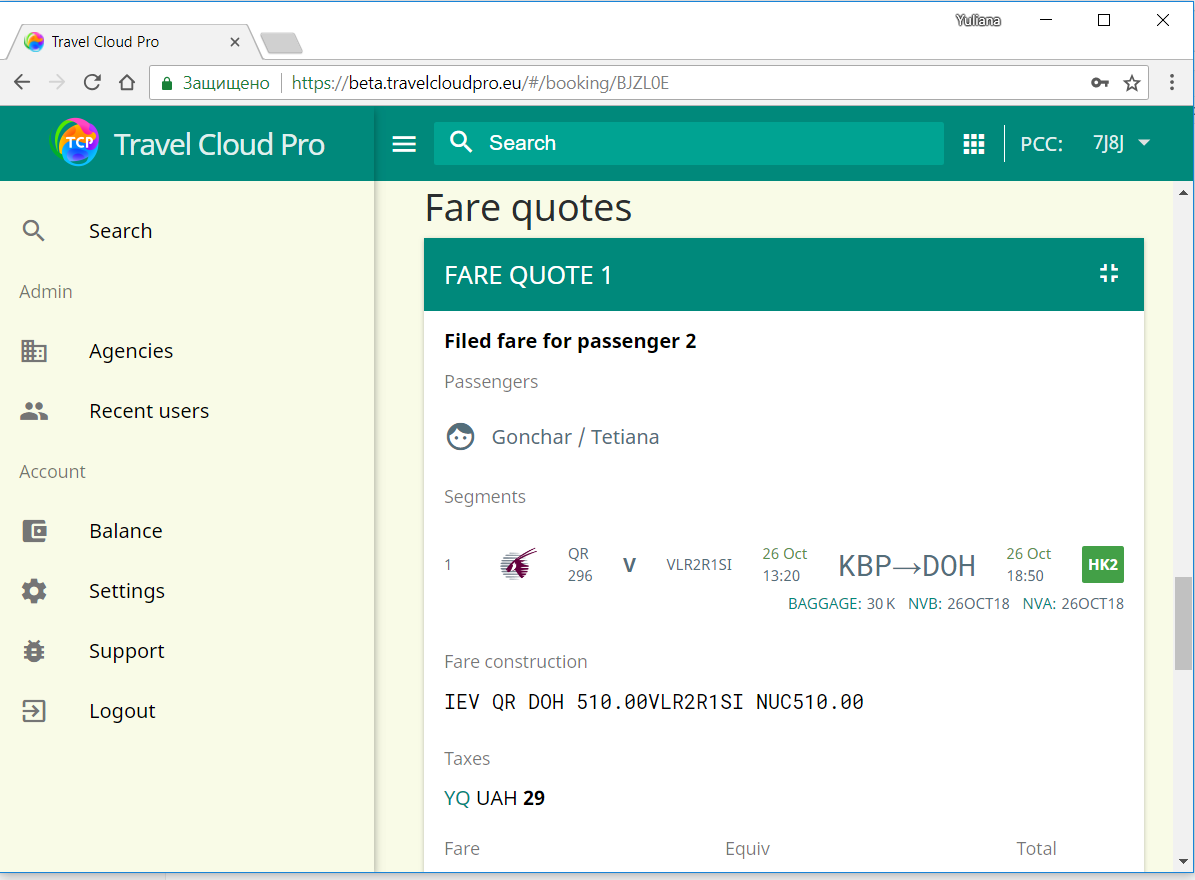 Yuliana
Travel Cloud Pro
Защищено https://beta.travelcloudpro.eu/#/booking/BJZL0E
TCP Travel Cloud Pro
Search
PCC: 7J8J
Search
Admin
Agencies
Recent users
Account
Balance
Settings
Support
Logout
Fare quotes
FARE QUOTE 1
Filed fare for passenger 2
Passengers
Gonchar / Tetiana
Segments
1 QR 296 V VLR2R1SI 26 Oct 13:20 KBP→DOH 26 Oct 18:50 HK2
BAGGAGE: 30 K NVB: 26OCT18 NVA: 26OCT18
Fare construction
IEV QR DOH 510.00VLR2R1SI NUC510.00
Taxes
YQ UAH 29
Fare Equiv Total